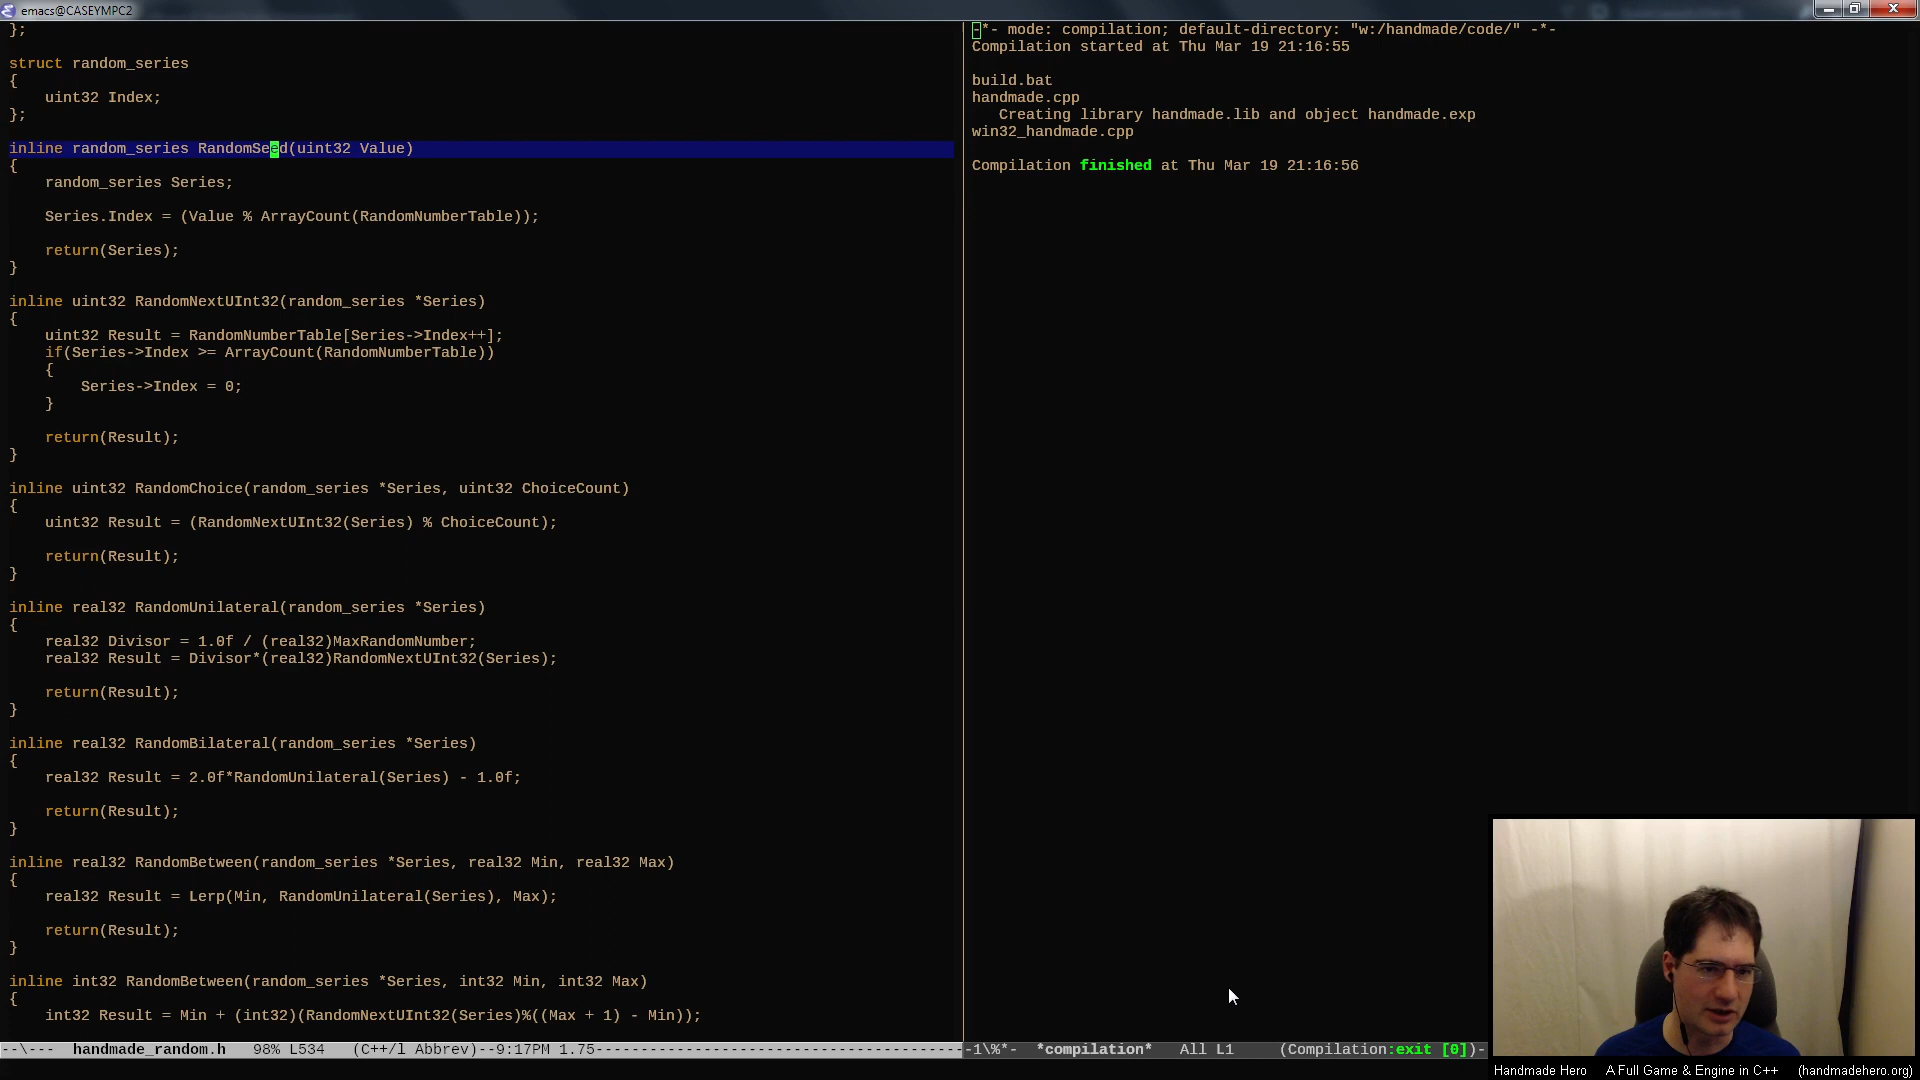 emacs@CASEYMPC2
};
struct random_series
{
    uint32 Index;
};
inline random_series RandomSeed(uint32 Value)
{
    random_series Series;
    Series.Index = (Value % ArrayCount(RandomNumberTable));
    return(Series);
}
inline uint32 RandomNextUInt32(random_series *Series)
{
    uint32 Result = RandomNumberTable[Series->Index++];
    if(Series->Index >= ArrayCount(RandomNumberTable))
    {
        Series->Index = 0;
    }
    return(Result);
}
inline uint32 RandomChoice(random_series *Series, uint32 ChoiceCount)
{
    uint32 Result = (RandomNextUInt32(Series) % ChoiceCount);
    return(Result);
}
inline real32 RandomUnilateral(random_series *Series)
{
    real32 Divisor = 1.0f / (real32)MaxRandomNumber;
    real32 Result = Divisor*(real32)RandomNextUInt32(Series);
    return(Result);
}
inline real32 RandomBilateral(random_series *Series)
{
    real32 Result = 2.0f*RandomUnilateral(Series) - 1.0f;
    return(Result);
}
inline real32 RandomBetween(random_series *Series, real32 Min, real32 Max)
{
    real32 Result = Lerp(Min, RandomUnilateral(Series), Max);
    return(Result);
}
inline int32 RandomBetween(random_series *Series, int32 Min, int32 Max)
{
    int32 Result = Min + (int32)(RandomNextUInt32(Series)%((Max + 1) - Min));
--\---  handmade_random.h   98% L534   (C++/l Abbrev)--9:17PM 1.75-----------------------------------------
-*- mode: compilation; default-directory: "w:/handmade/code/" -*-
Compilation started at Thu Mar 19 21:16:55
build.bat
handmade.cpp
   Creating library handmade.lib and object handmade.exp
win32_handmade.cpp
Compilation finished at Thu Mar 19 21:16:56
-1\%*-  *compilation*   All L1     (Compilation:exit [0])-
Handmade Hero    A Full Game & Engine in C++    (handmadehero.org)